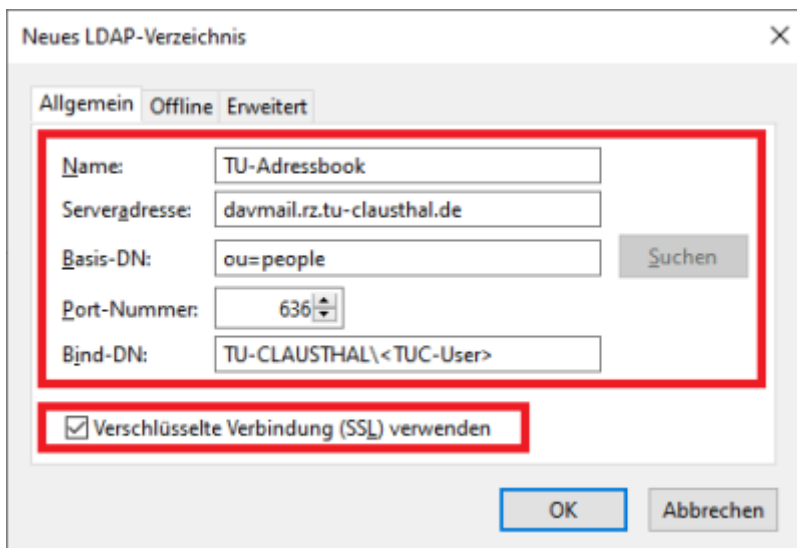 Neues LDAP-Verzeichnis
Allgemein Offline Erweitert
Name: TU-Adressbook
Serveradresse: davmail.rz.tu-clausthal.de
Basis-DN: ou=people Suchen
Port-Nummer: 636
Bind-DN: TU-CLAUSTHAL\<TUC-User>
Verschlüsselte Verbindung (SSL) verwenden
OK Abbrechen